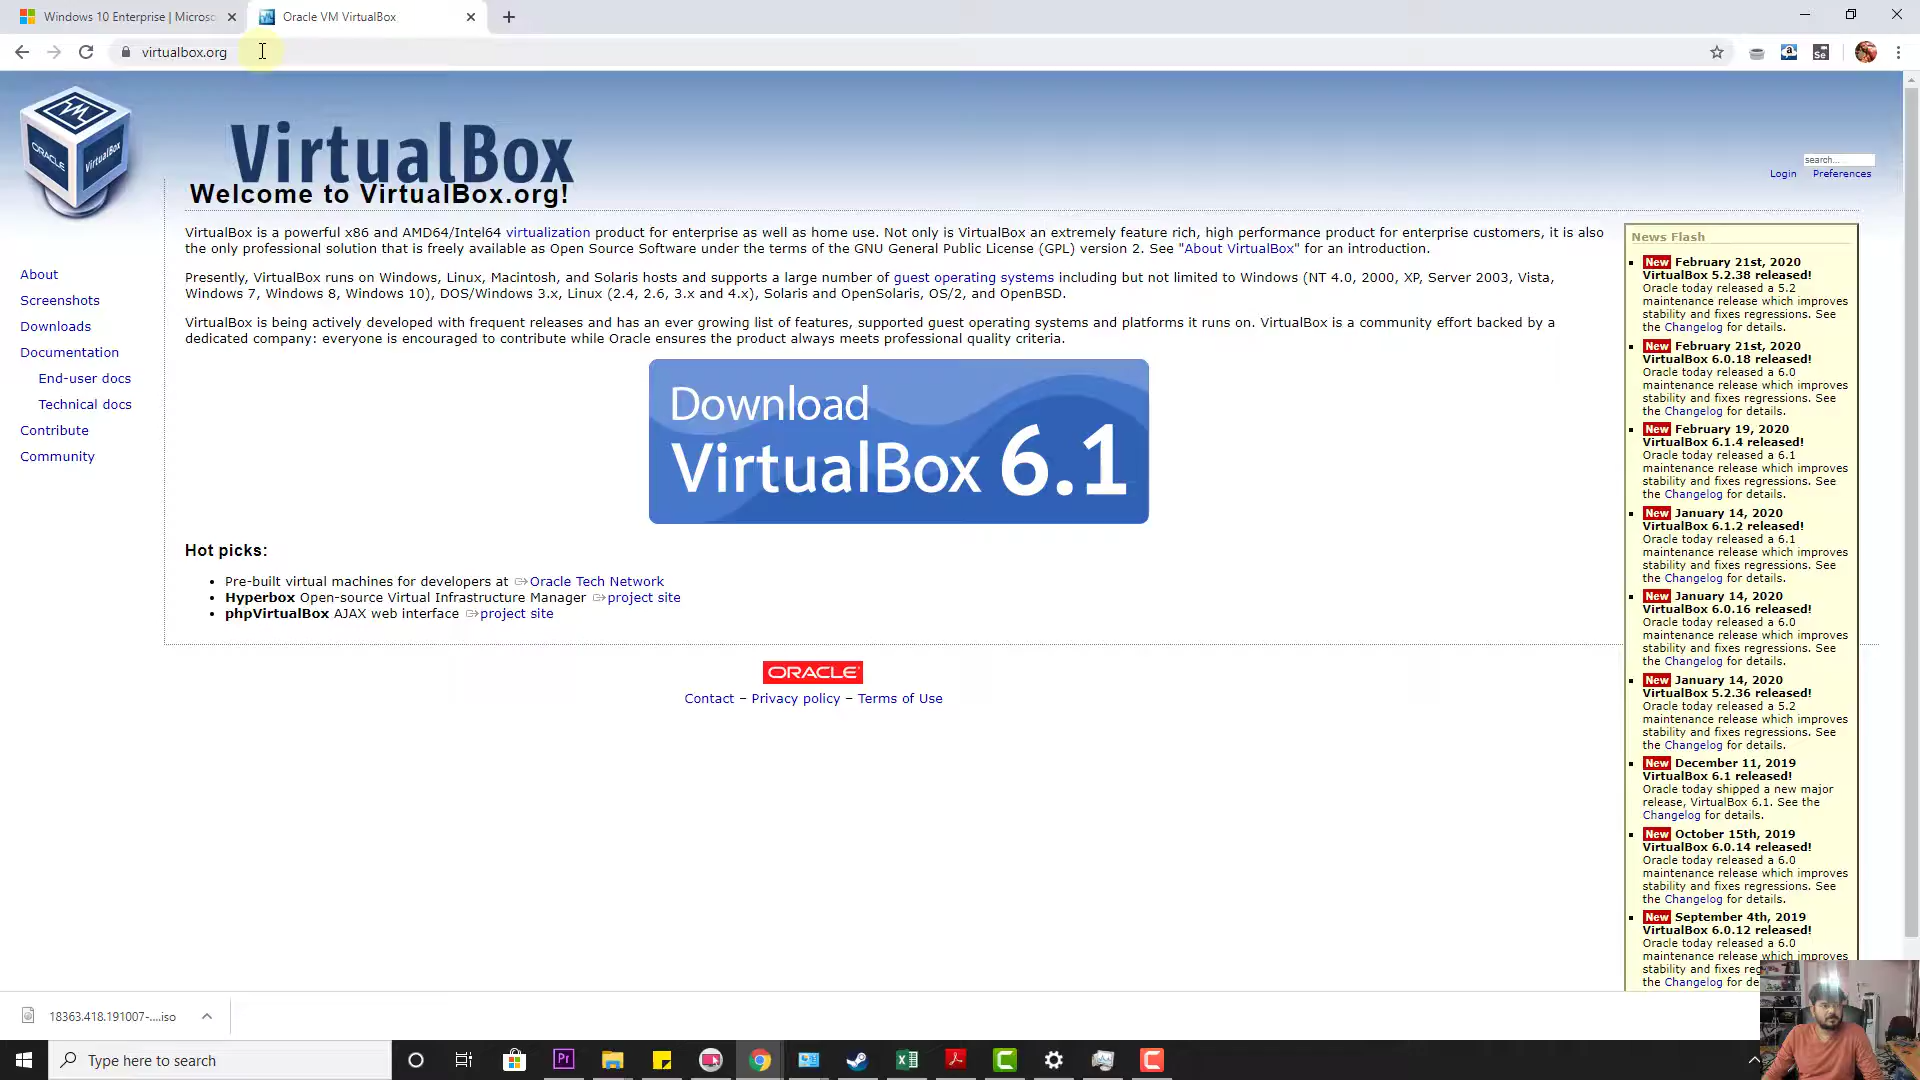 Windows 10 Enterprise | Microso
Oracle VM VirtualBox
virtualbox.org
VirtualBox
ORACLE
VirtualBox
search...
Login Preferences
Welcome to VirtualBox.org!
VirtualBox is a powerful x86 and AMD64/Intel64 virtualization product for enterprise as well as home use. Not only is VirtualBox an extremely feature rich, high performance product for enterprise customers, it is also
the only professional solution that is freely available as Open Source Software under the terms of the GNU General Public License (GPL) version 2. See "About VirtualBox" for an introduction.
Presently, VirtualBox runs on Windows, Linux, Macintosh, and Solaris hosts and supports a large number of guest operating systems including but not limited to Windows (NT 4.0, 2000, XP, Server 2003, Vista,
Windows 7, Windows 8, Windows 10), DOS/Windows 3.x, Linux (2.4, 2.6, 3.x and 4.x), Solaris and OpenSolaris, OS/2, and OpenBSD.
VirtualBox is being actively developed with frequent releases and has an ever growing list of features, supported guest operating systems and platforms it runs on. VirtualBox is a community effort backed by a
dedicated company: everyone is encouraged to contribute while Oracle ensures the product always meets professional quality criteria.
About
Screenshots
Downloads
Documentation
End-user docs
Technical docs
Contribute
Community
Download
VirtualBox 6.1
Hot picks:
Pre-built virtual machines for developers at Oracle Tech Network
Hyperbox Open-source Virtual Infrastructure Manager project site
phpVirtualBox AJAX web interface project site
ORACLE
Contact – Privacy policy – Terms of Use
News Flash
New February 21st, 2020
VirtualBox 5.2.38 released!
Oracle today released a 5.2
maintenance release which improves
stability and fixes regressions. See
the Changelog for details.
New February 21st, 2020
VirtualBox 6.0.18 released!
Oracle today released a 6.0
maintenance release which improves
stability and fixes regressions. See
the Changelog for details.
New February 19, 2020
VirtualBox 6.1.4 released!
Oracle today released a 6.1
maintenance release which improves
stability and fixes regressions. See
the Changelog for details.
New January 14, 2020
VirtualBox 6.1.2 released!
Oracle today released a 6.1
maintenance release which improves
stability and fixes regressions. See
the Changelog for details.
New January 14, 2020
VirtualBox 6.0.16 released!
Oracle today released a 6.0
maintenance release which improves
stability and fixes regressions. See
the Changelog for details.
New January 14, 2020
VirtualBox 5.2.36 released!
Oracle today released a 5.2
maintenance release which improves
stability and fixes regressions. See
the Changelog for details.
New December 11, 2019
VirtualBox 6.1 released!
Oracle today shipped a new major
release, VirtualBox 6.1. See the
Changelog for details.
New October 15th, 2019
VirtualBox 6.0.14 released!
Oracle today released a 6.0
maintenance release which improves
stability and fixes regressions. See
the Changelog for details.
New September 4th, 2019
VirtualBox 6.0.12 released!
Oracle today released a 6.0
maintenance release which improves
stability and fixes reg
the Changelog for de
18363.418.191007-....iso
Type here to search
Pr